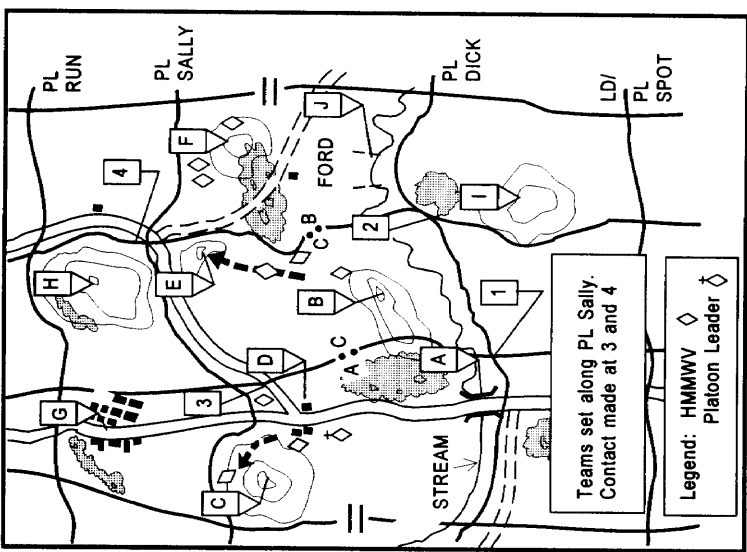 PL
RUN
H
G
4
PL
SALLY
E
F
3
C
D
B
C B
J
FORD
A C
2
A
STREAM
PL
DICK
I
1
Teams set along PL Sally.
Contact made at 3 and 4
LD/
PL
SPOT
Legend: HMMWV
Platoon Leader